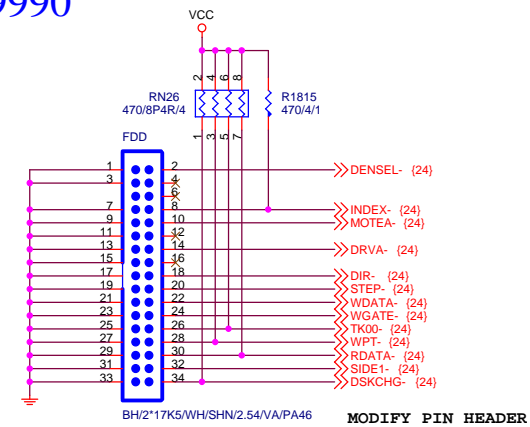 9990
VCC
2 4 6 8
RN26
470/8P4R/4
R1815
470/4/1
1 3 5 7
FDD
1 2 DENSEL- {24}
3 4
6
7 8 INDEX- {24}
9 10 MOTEA- {24}
11 12
13 14 DRVA- {24}
15 16
17 18 DIR- {24}
19 20 STEP- {24}
21 22 WDATA- {24}
23 24 WGATE- {24}
25 26 TK00- {24}
27 28 WPT- {24}
29 30 RDATA- {24}
31 32 SIDE1- {24}
33 34 DSKCHG- {24}
BH/2*17K5/WH/SHN/2.54/VA/PA46
MODIFY PIN HEADER